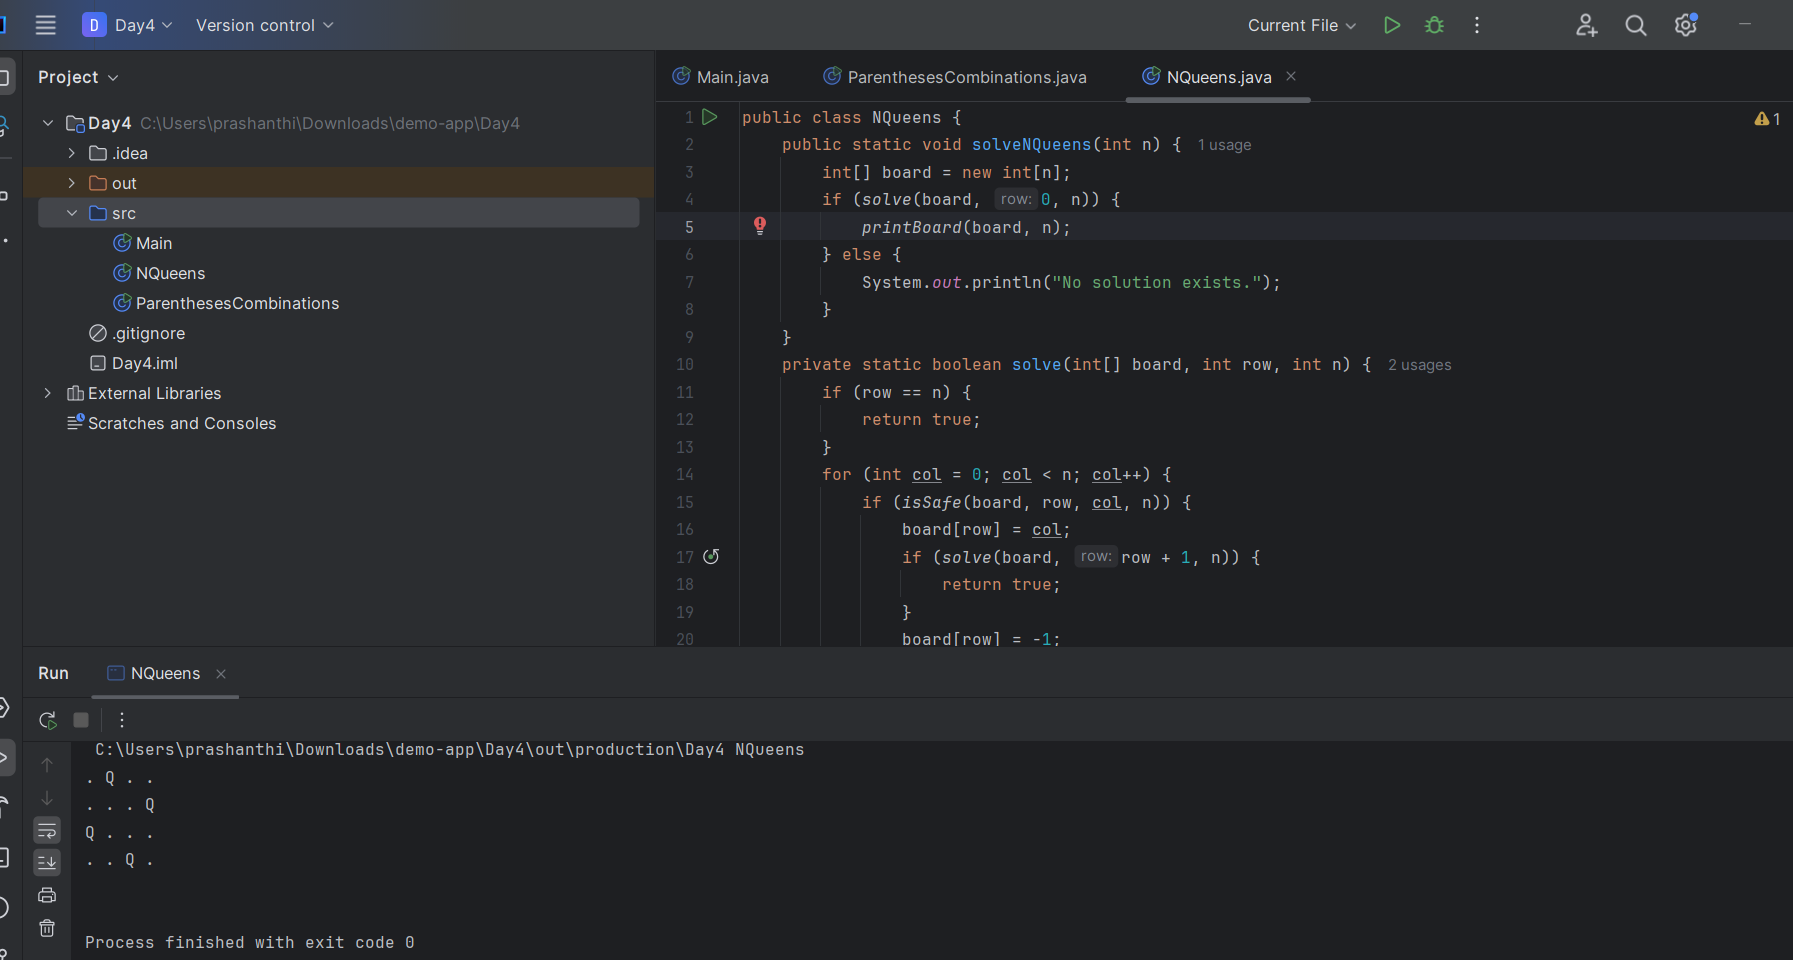 D Day4 Version control Current File
Project
Day4 C:\Users\prashanthi\Downloads\demo-app\Day4
.idea
out
src
Main
NQueens
ParenthesesCombinations
.gitignore
Day4.iml
External Libraries
Scratches and Consoles
Main.java ParenthesesCombinations.java NQueens.java
1 public class NQueens { 1
2 public static void solveNQueens(int n) { 1 usage
3 int[] board = new int[n];
4 if (solve(board, row: 0, n)) {
5 printBoard(board, n);
6 } else {
7 System.out.println("No solution exists.");
8 }
9 }
10 private static boolean solve(int[] board, int row, int n) { 2 usages
11 if (row == n) {
12 return true;
13 }
14 for (int col = 0; col < n; col++) {
15 if (isSafe(board, row, col, n)) {
16 board[row] = col;
17 if (solve(board, row: row + 1, n)) {
18 return true;
19 }
20 board[row] = -1;
Run NQueens
C:\Users\prashanthi\Downloads\demo-app\Day4\out\production\Day4 NQueens
. Q . .
. . . Q
Q . . .
. . Q .
Process finished with exit code 0